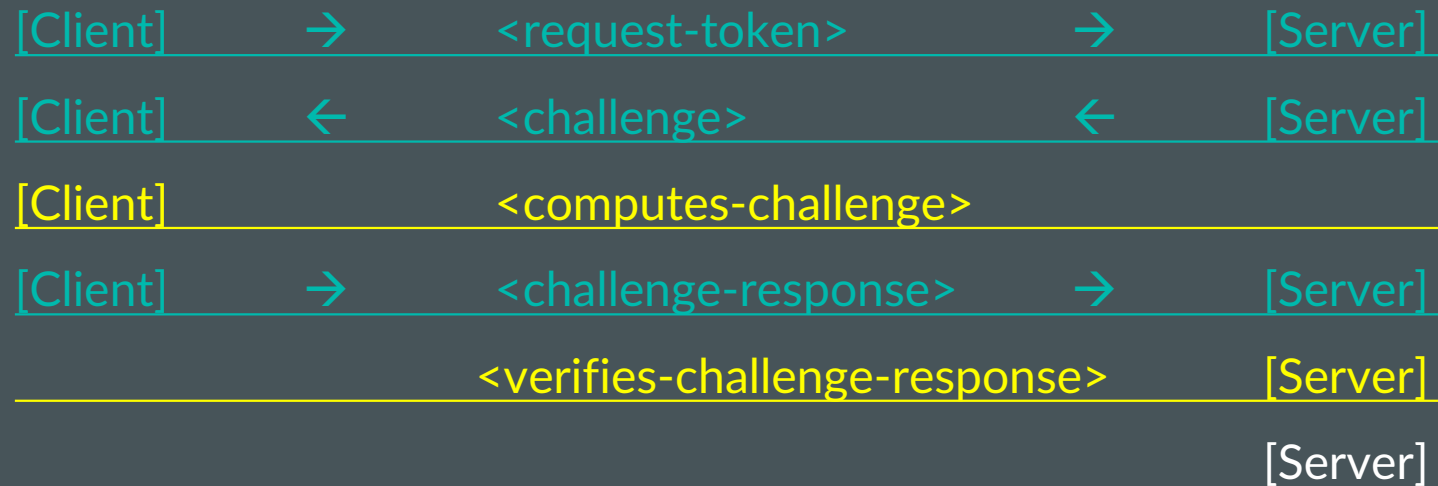 [Client] → <request-token> → [Server]
[Client] ← <challenge> ← [Server]
[Client] <computes-challenge>
[Client] → <challenge-response> → [Server]
<verifies-challenge-response> [Server]
[Server]